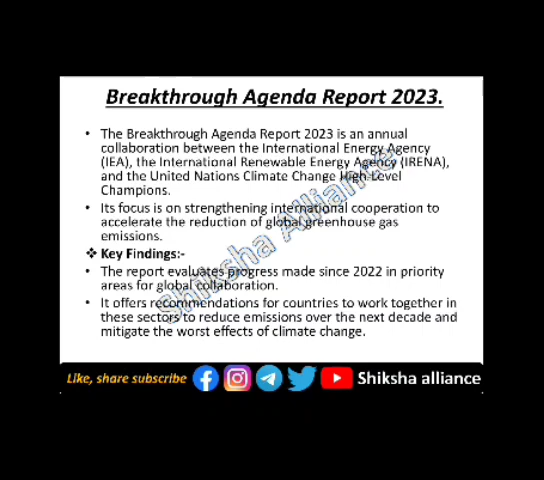 Breakthrough Agenda Report 2023.
• The Breakthrough Agenda Report 2023 is an annual
collaboration between the International Energy Agency
(IEA), the International Renewable Energy Agency (IRENA),
and the United Nations Climate Change High-Level
Champions.
• Its focus is on strengthening international cooperation to
accelerate the reduction of global greenhouse gas
emissions.
❖ Key Findings:-
• The report evaluates progress made since 2022 in priority
areas for global collaboration.
• It offers recommendations for countries to work together in
these sectors to reduce emissions over the next decade and
mitigate the worst effects of climate change.
Shiksha Alliance
Like, share subscribe
Shiksha alliance